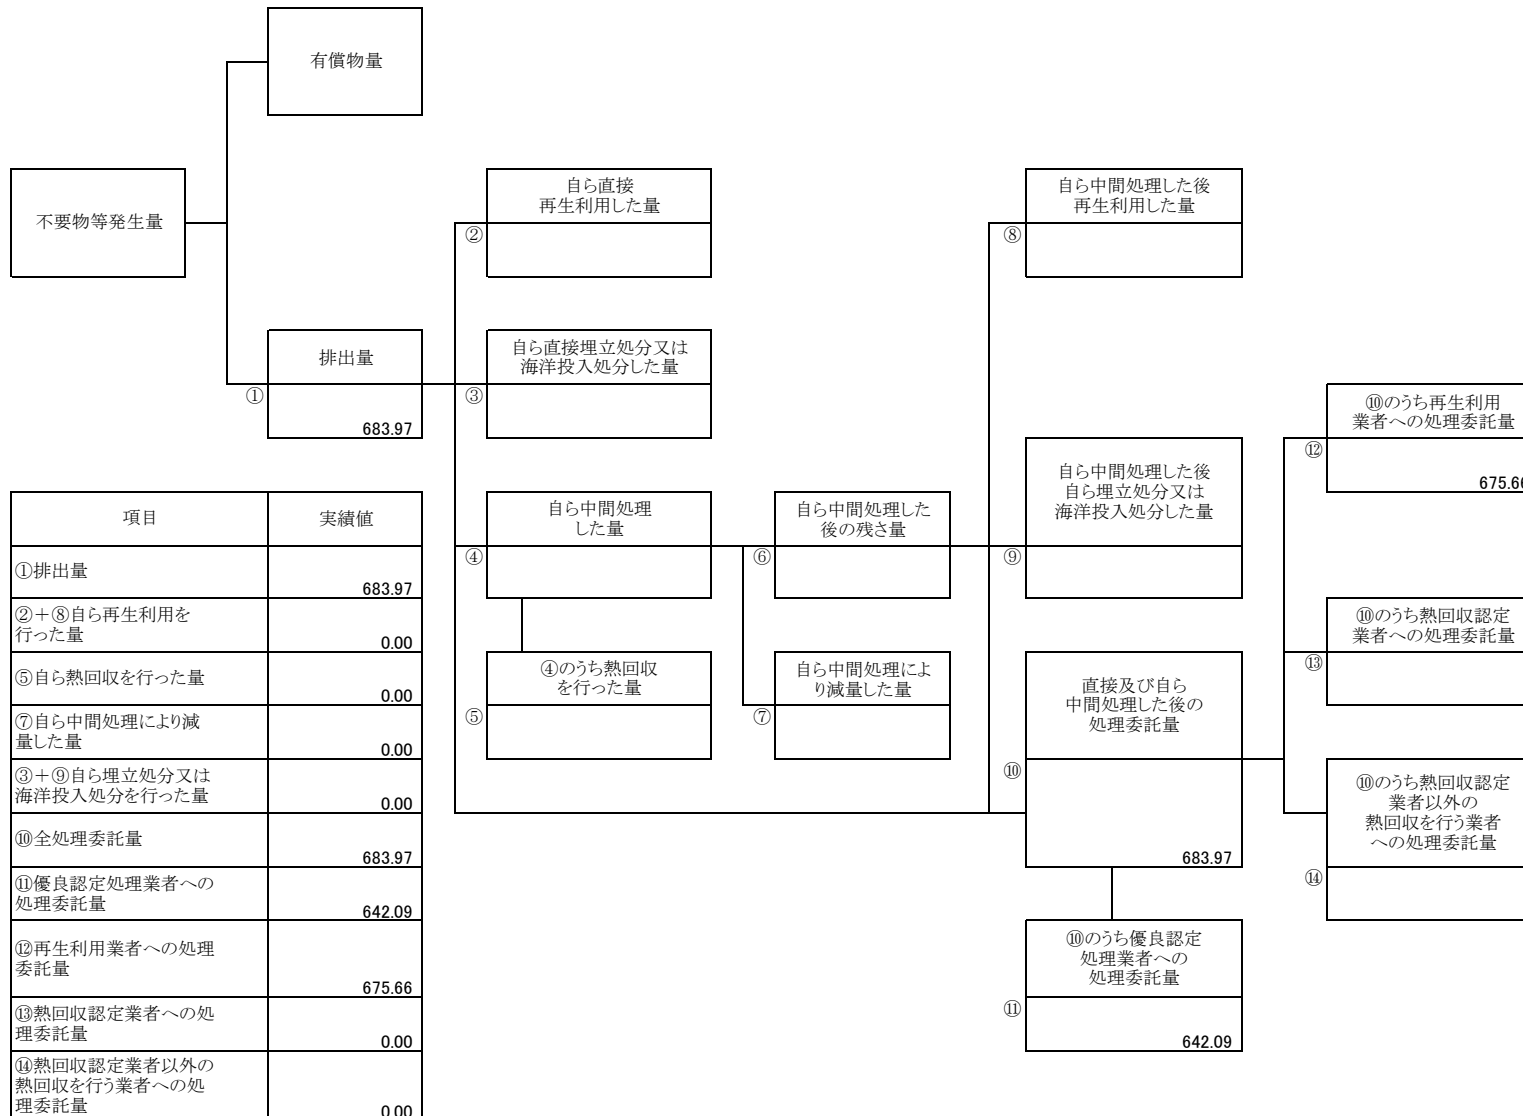 有償物量
不要物等発生量
自ら直接
再生利用した量
②
自ら中間処理した後
再生利用した量
⑧
排出量
①
683.97
自ら直接埋立処分又は
海洋投入処分した量
③
⑩のうち再生利用
業者への処理委託量
⑫
675.66
自ら中間処理
した量
④
自ら中間処理した
後の残さ量
⑥
自ら中間処理した後
自ら埋立処分又は
海洋投入処分した量
⑨
④のうち熱回収
を行った量
⑤
自ら中間処理によ
り減量した量
⑦
直接及び自ら
中間処理した後の
処理委託量
⑩
683.97
⑩のうち熱回収認定
業者への処理委託量
⑬
⑩のうち熱回収認定
業者以外の
熱回収を行う業者
への処理委託量
⑭
⑩のうち優良認定
処理業者への
処理委託量
⑪
642.09
項目 実績値
①排出量
683.97
②＋⑧自ら再生利用を
行った量
0.00
⑤自ら熱回収を行った量
0.00
⑦自ら中間処理により減
量した量
0.00
③＋⑨自ら埋立処分又は
海洋投入処分を行った量
0.00
⑩全処理委託量
683.97
⑪優良認定処理業者への
処理委託量
642.09
⑫再生利用業者への処理
委託量
675.66
⑬熱回収認定業者への処
理委託量
0.00
⑭熱回収認定業者以外の
熱回収を行う業者への処
理委託量
0.00